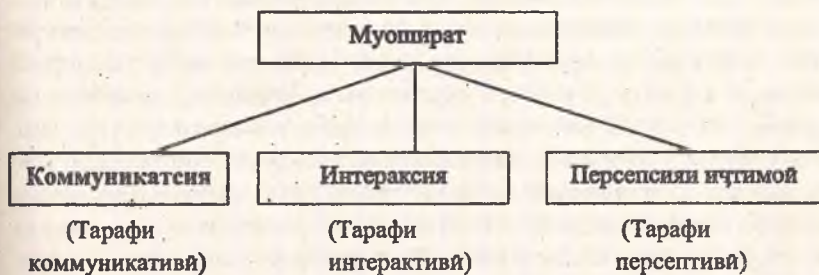 Муошират
Коммуникатсия Интераксия Персепсияи иҷтимоӣ
(Тарафи (Тарафи (Тарафи
коммуникативӣ) интерактивӣ) персептивӣ)